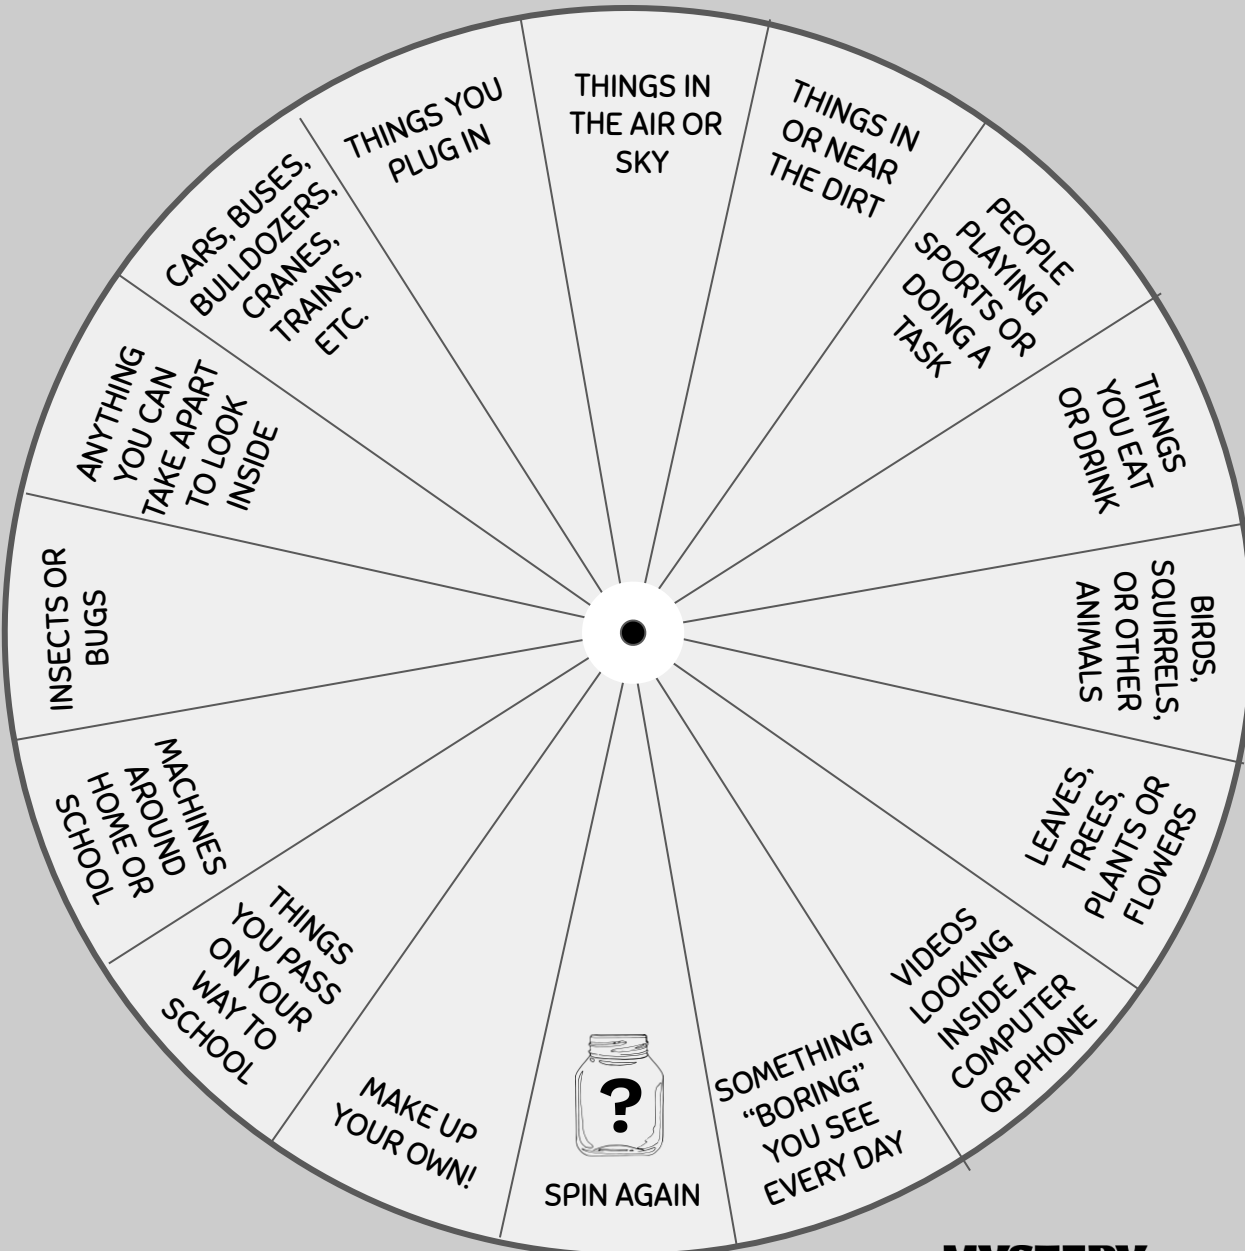 THINGS IN
THE AIR OR
SKY
THINGS IN
OR NEAR
THE DIRT
PEOPLE
PLAYING
SPORTS OR
DOING A
TASK
THINGS
YOU EAT
OR DRINK
BIRDS,
SQUIRRELS,
OR OTHER
ANIMALS
LEAVES,
TREES,
PLANTS OR
FLOWERS
VIDEOS
LOOKING
INSIDE A
COMPUTER
OR PHONE
SOMETHING
“BORING”
YOU SEE
EVERY DAY
?
SPIN AGAIN
MAKE UP
YOUR OWN!
THINGS
YOU PASS
ON YOUR
WAY TO
SCHOOL
MACHINES
AROUND
HOME OR
SCHOOL
INSECTS OR
BUGS
ANYTHING
YOU CAN
TAKE APART
TO LOOK
INSIDE
CARS, BUSES,
BULLDOZERS,
CRANES,
TRAINS,
ETC.
THINGS YOU
PLUG IN
MYSTERY